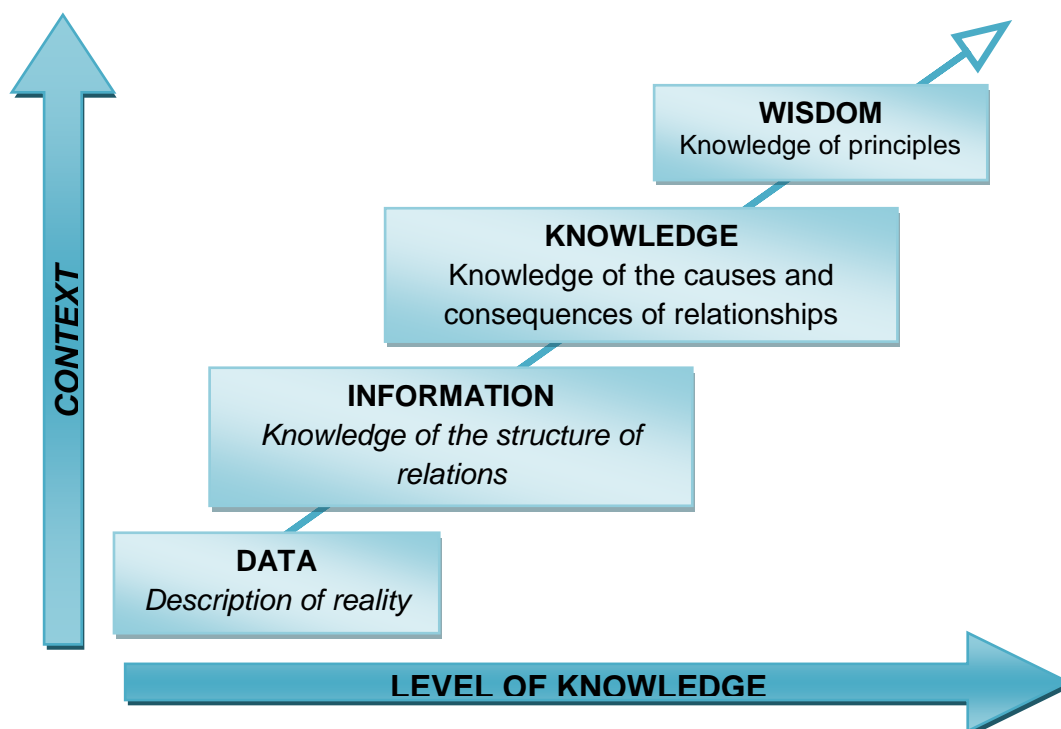 WISDOM
Knowledge of principles
KNOWLEDGE
Knowledge of the causes and
consequences of relationships
CONTEXT
INFORMATION
Knowledge of the structure of
relations
DATA
Description of reality
LEVEL OF KNOWLEDGE